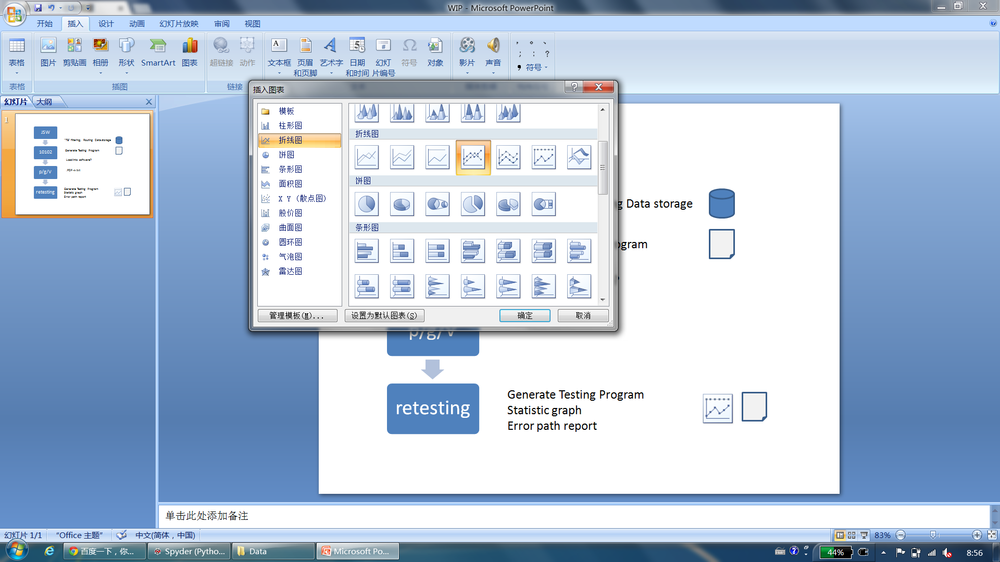 WIP - Microsoft PowerPoint
开始 插入 设计 动画 幻灯片放映 审阅 视图
表格 图片 剪贴画 相册 形状 SmartArt 图表 超链接 动作 文本框 页眉和页脚 艺术字 日期和时间 幻灯片编号 符号 对象 影片 声音 符号
表格 插图 链接
幻灯片 大纲
1
JSW
"TB" filtering, Routing Data storage
10102
Generate Testing Program
Load into software?
p/g/V
.PDF->.txt
retesting
Generate Testing Program
Statistic graph
Error path report
插入图表
模板
柱形图
折线图
饼图
条形图
面积图
X Y (散点图)
股价图
曲面图
圆环图
气泡图
雷达图
折线图
饼图
条形图
管理模板(M)... 设置为默认图表(S) 确定 取消
g Data storage
ogram
p/g/V
retesting
Generate Testing Program
Statistic graph
Error path report
单击此处添加备注
幻灯片 1/1 “Office 主题” 中文(简体，中国) 83%
百度一下，你... Spyder (Pytho... Data Microsoft Po... 44% 8:56